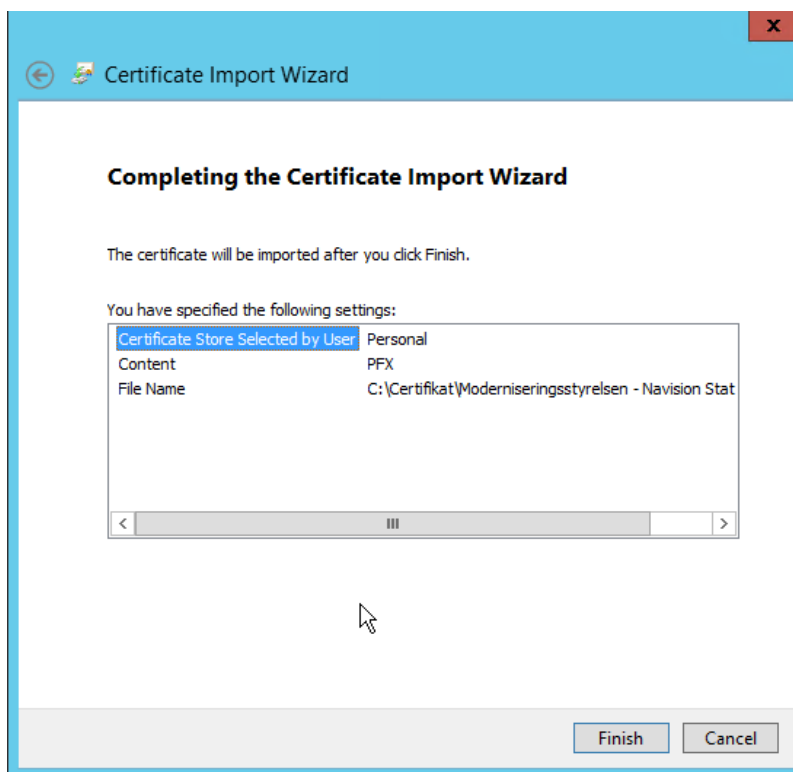 x
Certificate Import Wizard
Completing the Certificate Import Wizard
The certificate will be imported after you click Finish.
You have specified the following settings:
Certificate Store Selected by User Personal
Content PFX
File Name C:\Certifikat\Moderniseringsstyrelsen - Navision Stat
Finish Cancel